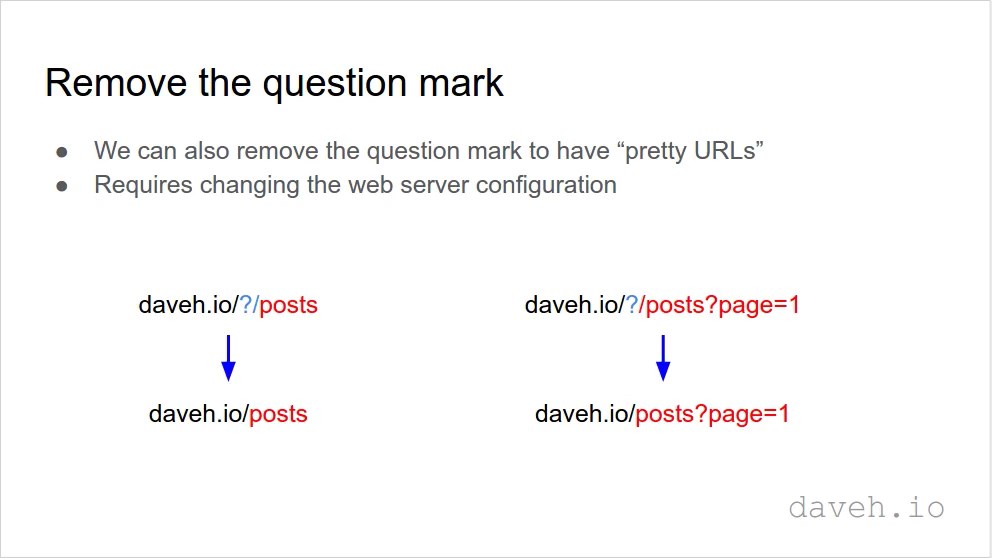 Remove the question mark
● We can also remove the question mark to have “pretty URLs”
● Requires changing the web server configuration
daveh.io/?/posts
daveh.io/?/posts?page=1
daveh.io/posts
daveh.io/posts?page=1
daveh.io